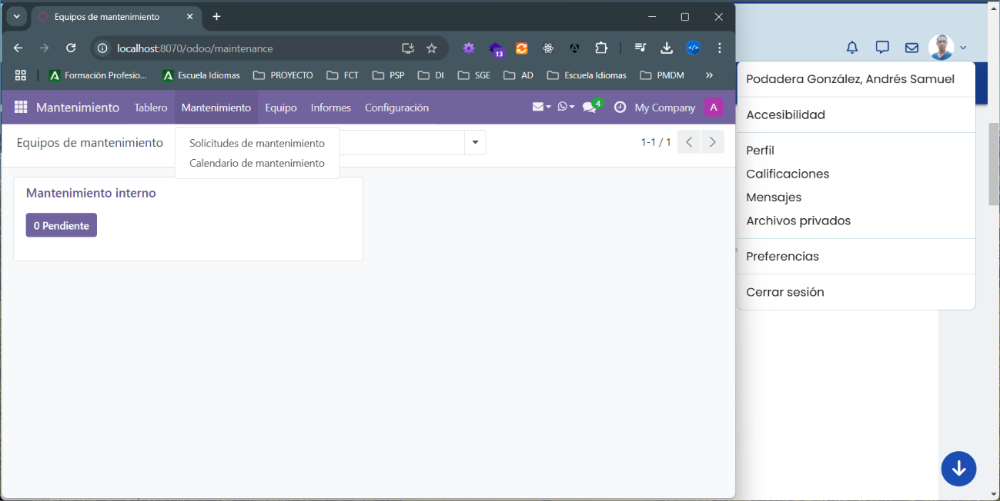 Equipos de mantenimiento
localhost:8070/odoo/maintenance
13
Formación Profesio...
Escuela Idiomas
PROYECTO
FCT
PSP
DI
SGE
AD
Escuela Idiomas
PMDM
»
Mantenimiento
Tablero
Mantenimiento
Equipo
Informes
Configuración
4
My Company
A
Equipos de mantenimiento
1-1 / 1
Solicitudes de mantenimiento
Calendario de mantenimiento
Mantenimiento interno
0 Pendiente
Podadera González, Andrés Samuel
Accesibilidad
Perfil
Calificaciones
Mensajes
Archivos privados
Preferencias
Cerrar sesión